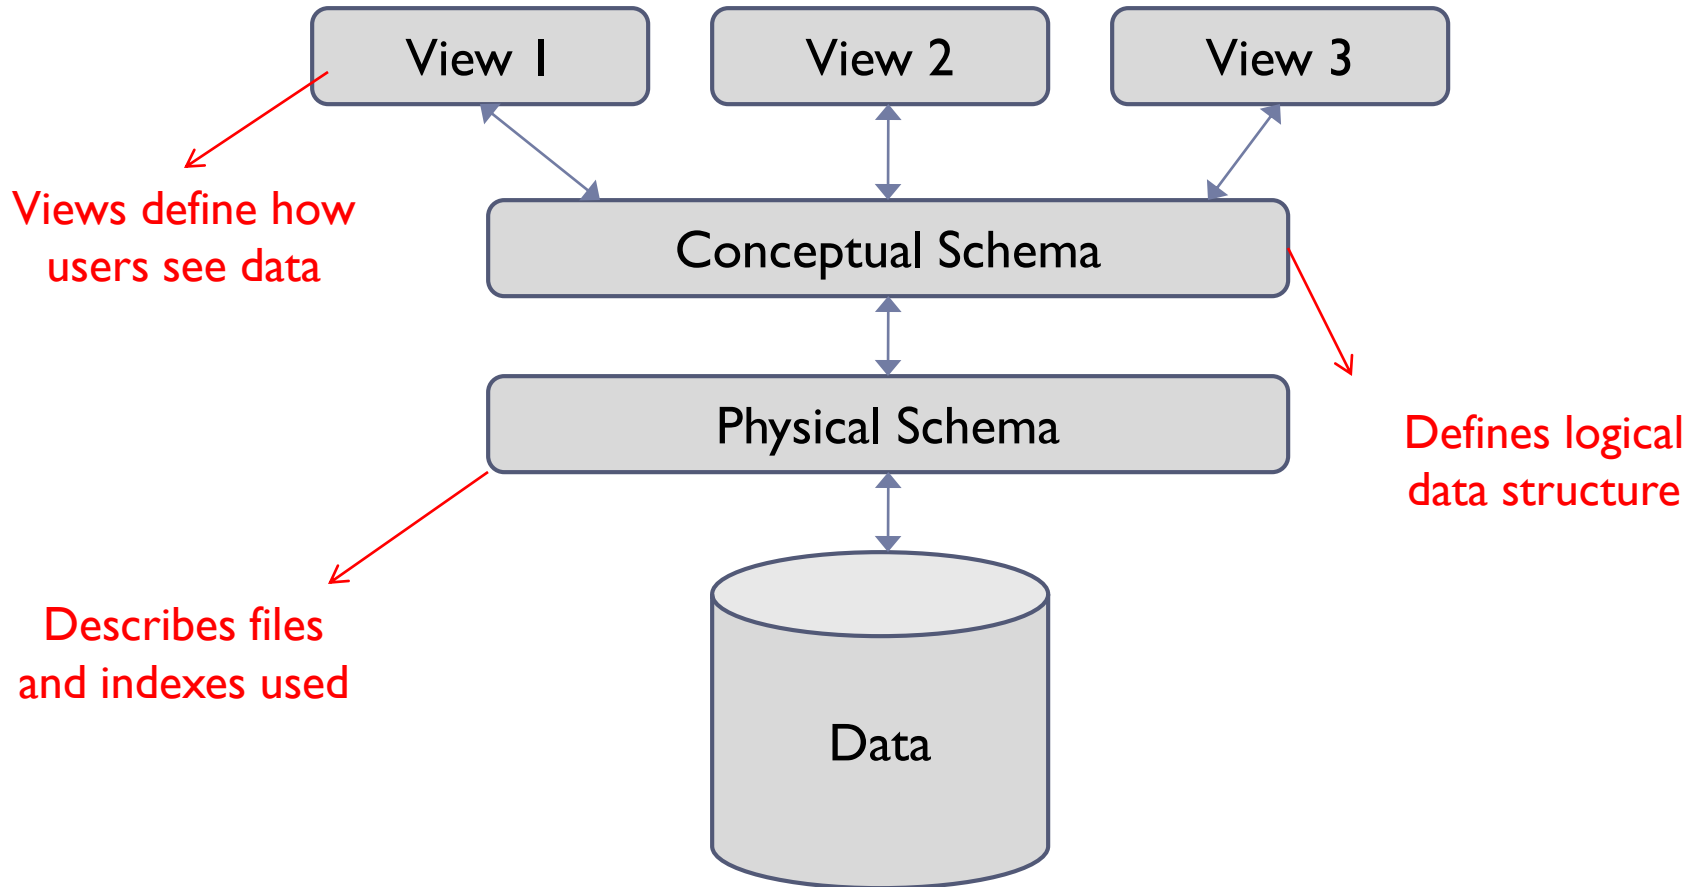 View 1
View 2
View 3
Views define how
users see data
Conceptual Schema
Physical Schema
Defines logical
data structure
Describes files
and indexes used
Data